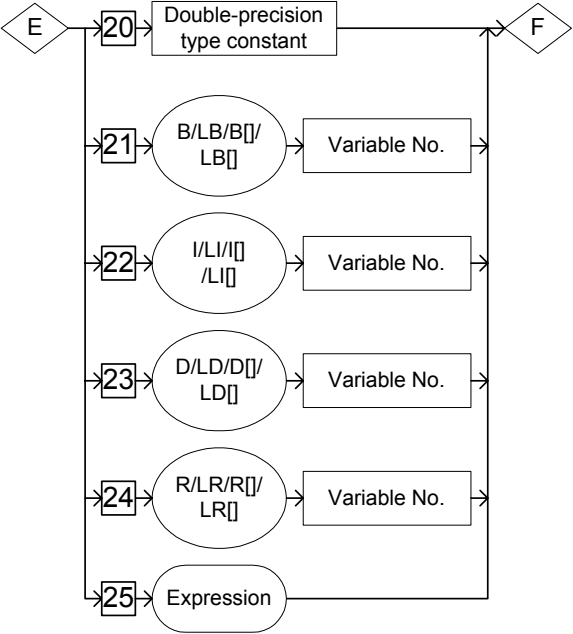 E
20
Double-precision
type constant
F
21
B/LB/B[]/
LB[]
Variable No.
22
I/LI/I[]
/LI[]
Variable No.
23
D/LD/D[]/
LD[]
Variable No.
24
R/LR/R[]/
LR[]
Variable No.
25
Expression